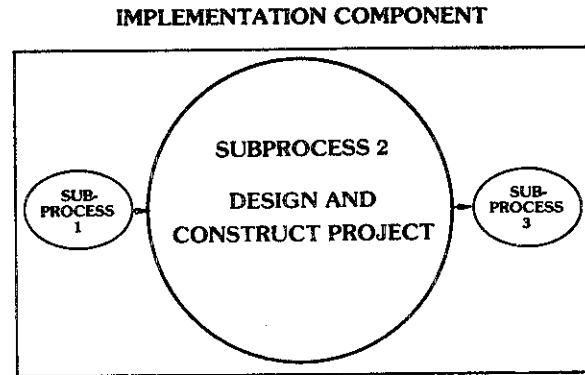 IMPLEMENTATION COMPONENT
SUBPROCESS 2
DESIGN AND
CONSTRUCT PROJECT
SUB-
PROCESS
1
SUB-
PROCESS
3